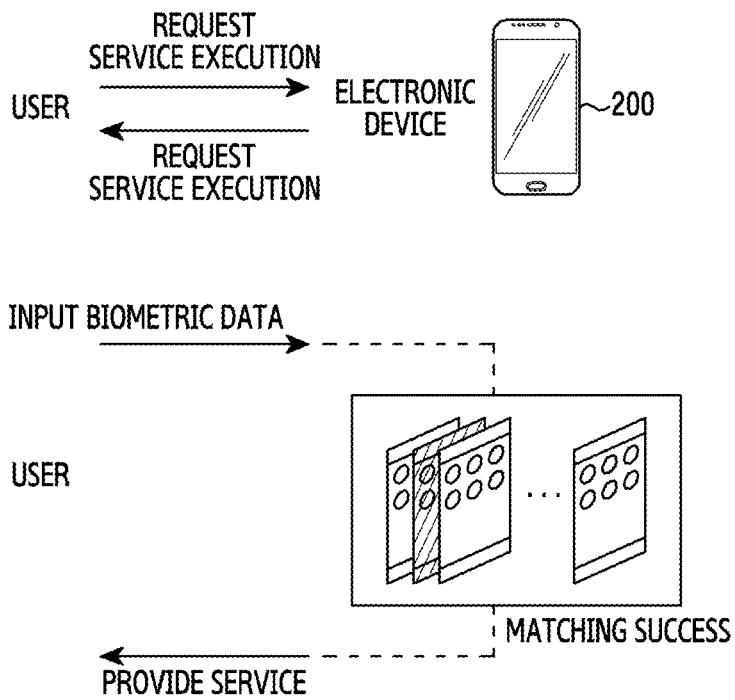 REQUEST
SERVICE EXECUTION
USER
ELECTRONIC
DEVICE
200
REQUEST
SERVICE EXECUTION
INPUT BIOMETRIC DATA
USER
...
MATCHING SUCCESS
PROVIDE SERVICE